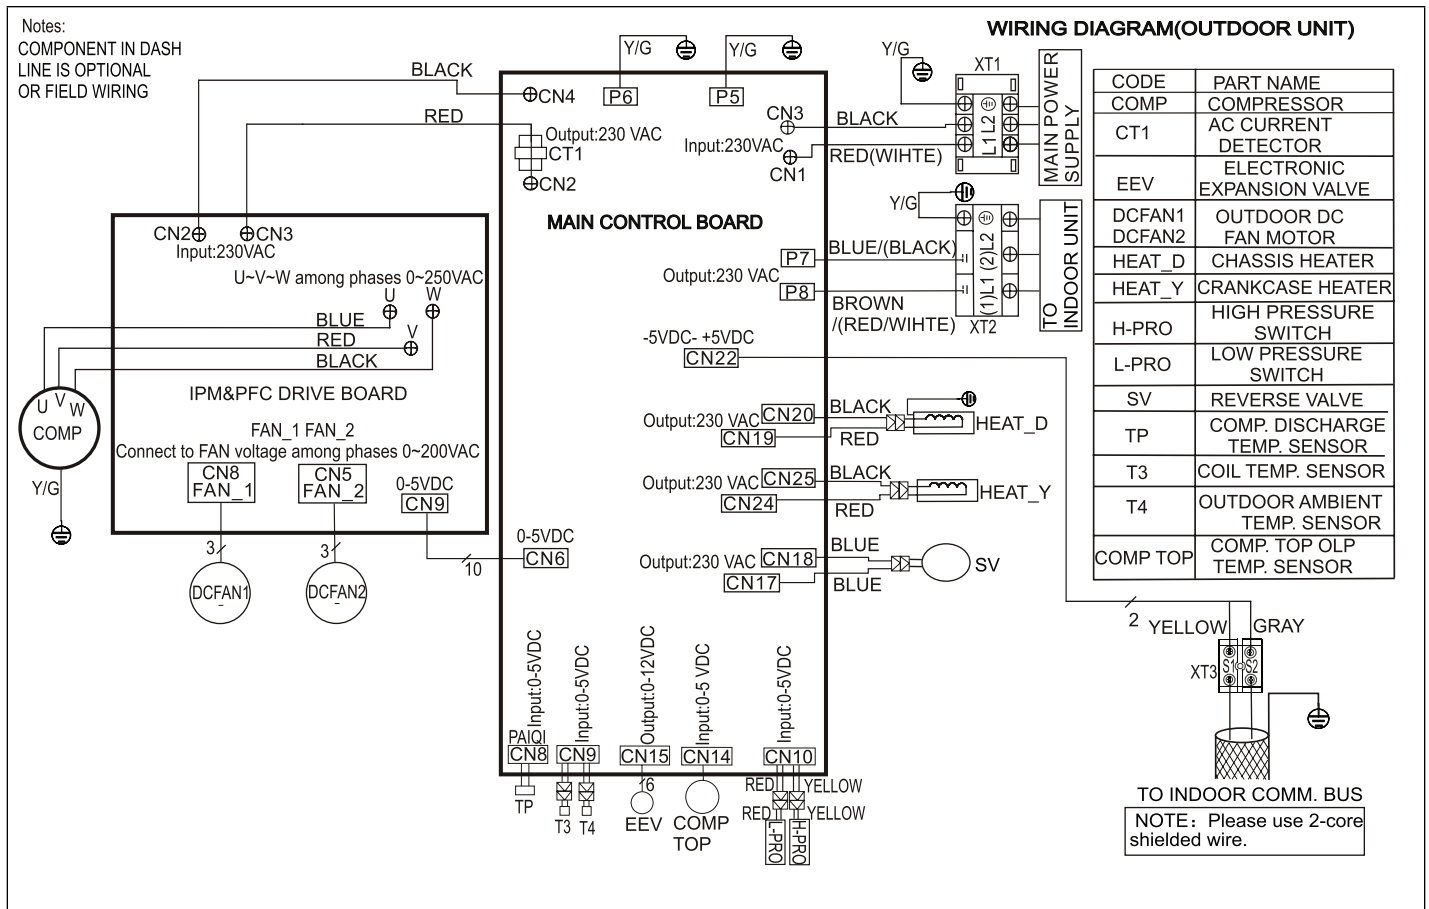 Notes:
COMPONENT IN DASH
LINE IS OPTIONAL
OR FIELD WIRING
WIRING DIAGRAM(OUTDOOR UNIT)
BLACK
RED
CN4
Output:230 VAC
CT1
CN2
Y/G
P6
Y/G
P5
CN3
Input:230VAC
CN1
BLACK
RED(WIHTE)
Y/G
XT1
L1 L2
MAIN POWER
SUPPLY
MAIN CONTROL BOARD
Y/G
P7
Output:230 VAC
P8
BLUE/(BLACK)
BROWN
/(RED/WIHTE)
(1)L1 (2)L2
XT2
TO
INDOOR UNIT
-5VDC- +5VDC
CN22
CN2
CN3
Input:230VAC
U~V~W among phases 0~250VAC
U
W
V
BLUE
RED
BLACK
IPM&PFC DRIVE BOARD
U
V
W
COMP
Y/G
FAN_1 FAN_2
Connect to FAN voltage among phases 0~200VAC
CN8
FAN_1
CN5
FAN_2
0-5VDC
CN9
3
3
10
DCFAN1
~
DCFAN2
~
0-5VDC
CN6
Output:230 VAC
CN20
CN19
BLACK
RED
HEAT_D
Output:230 VAC
CN25
CN24
BLACK
RED
HEAT_Y
Output:230 VAC
CN18
CN17
BLUE
BLUE
SV
PAIQI
Input:0-5VDC
CN8
TP
Input:0-5VDC
CN9
T3
T4
Output:0-12VDC
CN15
6
EEV
Input:0-5 VDC
CN14
COMP
TOP
Input:0-5VDC
CN10
RED
YELLOW
RED
YELLOW
L-PRO
H-PRO
CODE PART NAME
COMP COMPRESSOR
CT1 AC CURRENT
DETECTOR
EEV ELECTRONIC
EXPANSION VALVE
DCFAN1 OUTDOOR DC
DCFAN2 FAN MOTOR
HEAT_D CHASSIS HEATER
HEAT_Y CRANKCASE HEATER
H-PRO HIGH PRESSURE
SWITCH
L-PRO LOW PRESSURE
SWITCH
SV REVERSE VALVE
TP COMP. DISCHARGE
TEMP. SENSOR
T3 COIL TEMP. SENSOR
T4 OUTDOOR AMBIENT
TEMP. SENSOR
COMP TOP COMP. TOP OLP
TEMP. SENSOR
2
YELLOW
GRAY
XT3
S1
S2
TO INDOOR COMM. BUS
NOTE: Please use 2-core
shielded wire.